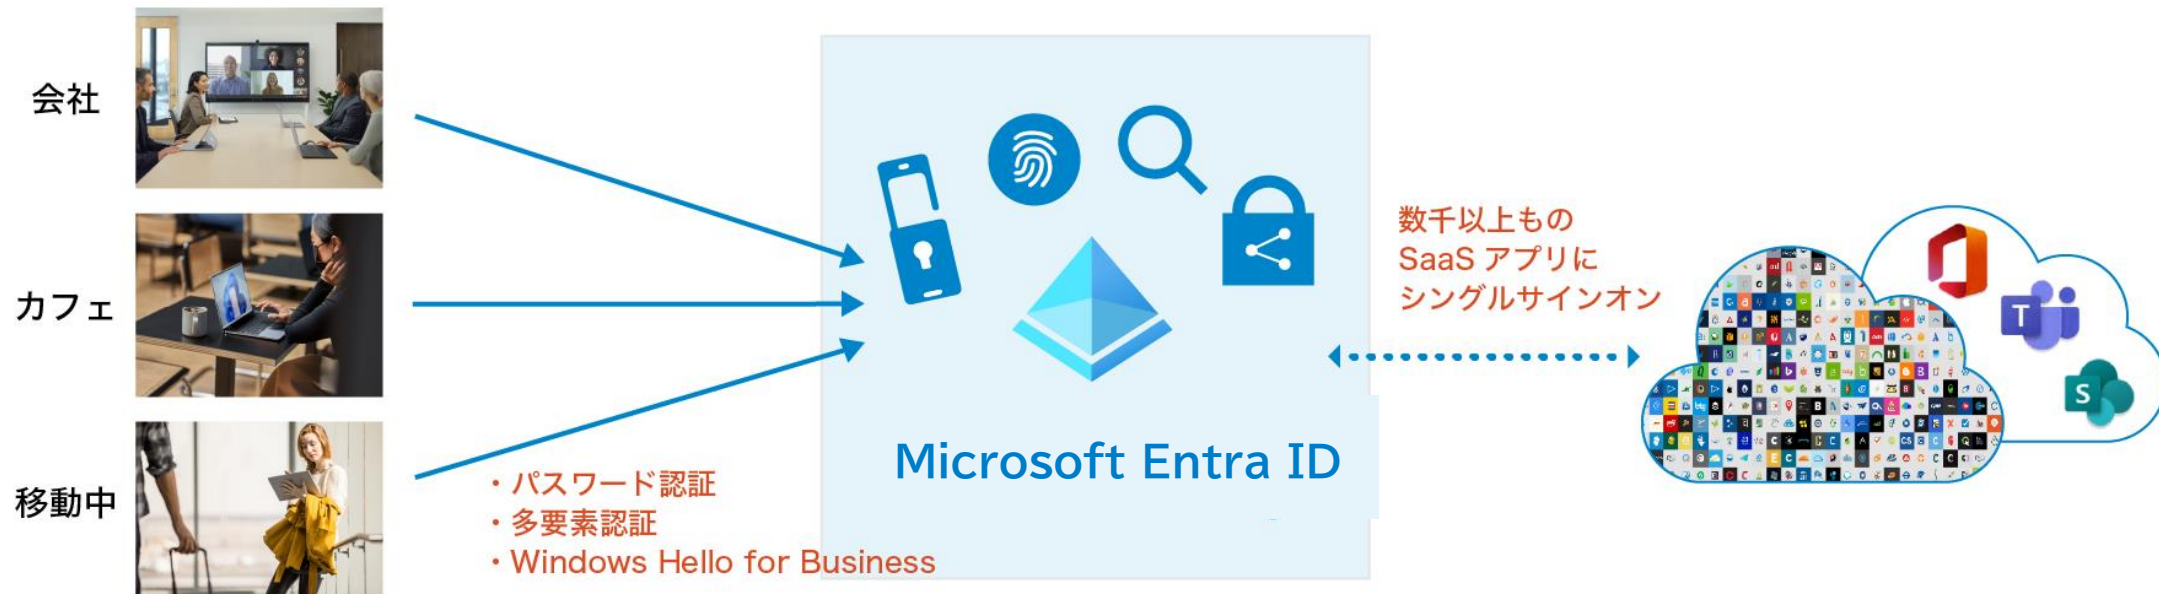 会社
カフェ
移動中
・パスワード認証
・多要素認証
・Windows Hello for Business
Microsoft Entra ID
数千以上もの
SaaS アプリに
シングルサインオン
T
S